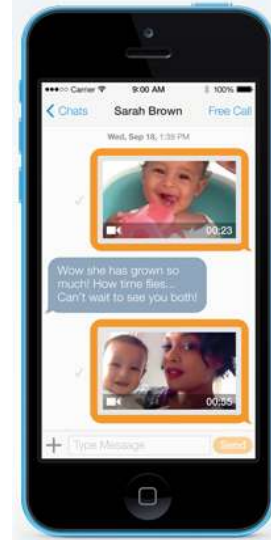 Carrier 9:00 AM 100%
Chats Sarah Brown Free Call
Wed, Sep 18, 1:39 PM
00:23
Wow she has grown so
much! How time flies...
Can't wait to see you both!
00:55
Type Message Send